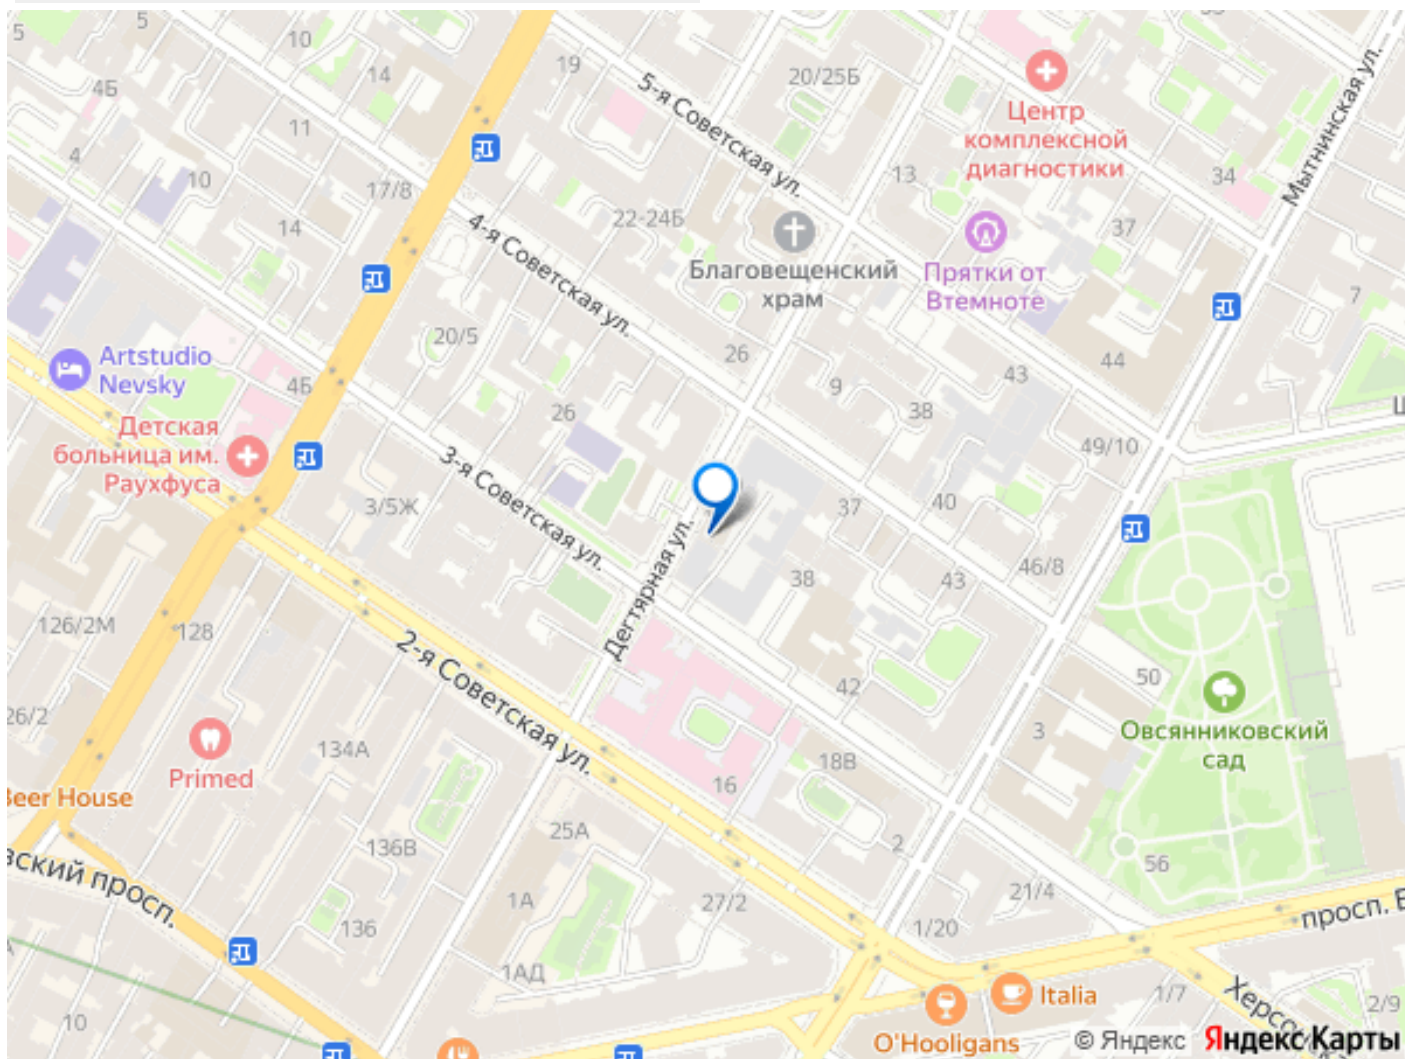 5
5
10
14
4Б
19
20/25Б
5-я Советская ул.
Центр
комплексной
диагностики
Мытнинская ул.
11
4
10
17/8
14
22-24Б
13
34
37
4-я Советская ул.
Благовещенский
храм
Прятки от
Втемноте
7
20/5
26
44
43
9
38
Artstudio
Nevsky
4Б
26
Детская
больница им.
Раухфуса
3-я Советская ул.
49/10
3/5Ж
37
40
Дегтярная ул.
38
43
46/8
126/2М
128
2-я Советская ул.
42
50
3
Овсянниковский
сад
26/2
134А
Primed
16
18В
Beer House
25А
136В
2
56
вский просп.
1А
27/2
21/4
136
1/20
просп. Б
1АД
Italia
1/7
Херсо
2/9
10
O'Hooligans
© Яндекс Яндекс Карты